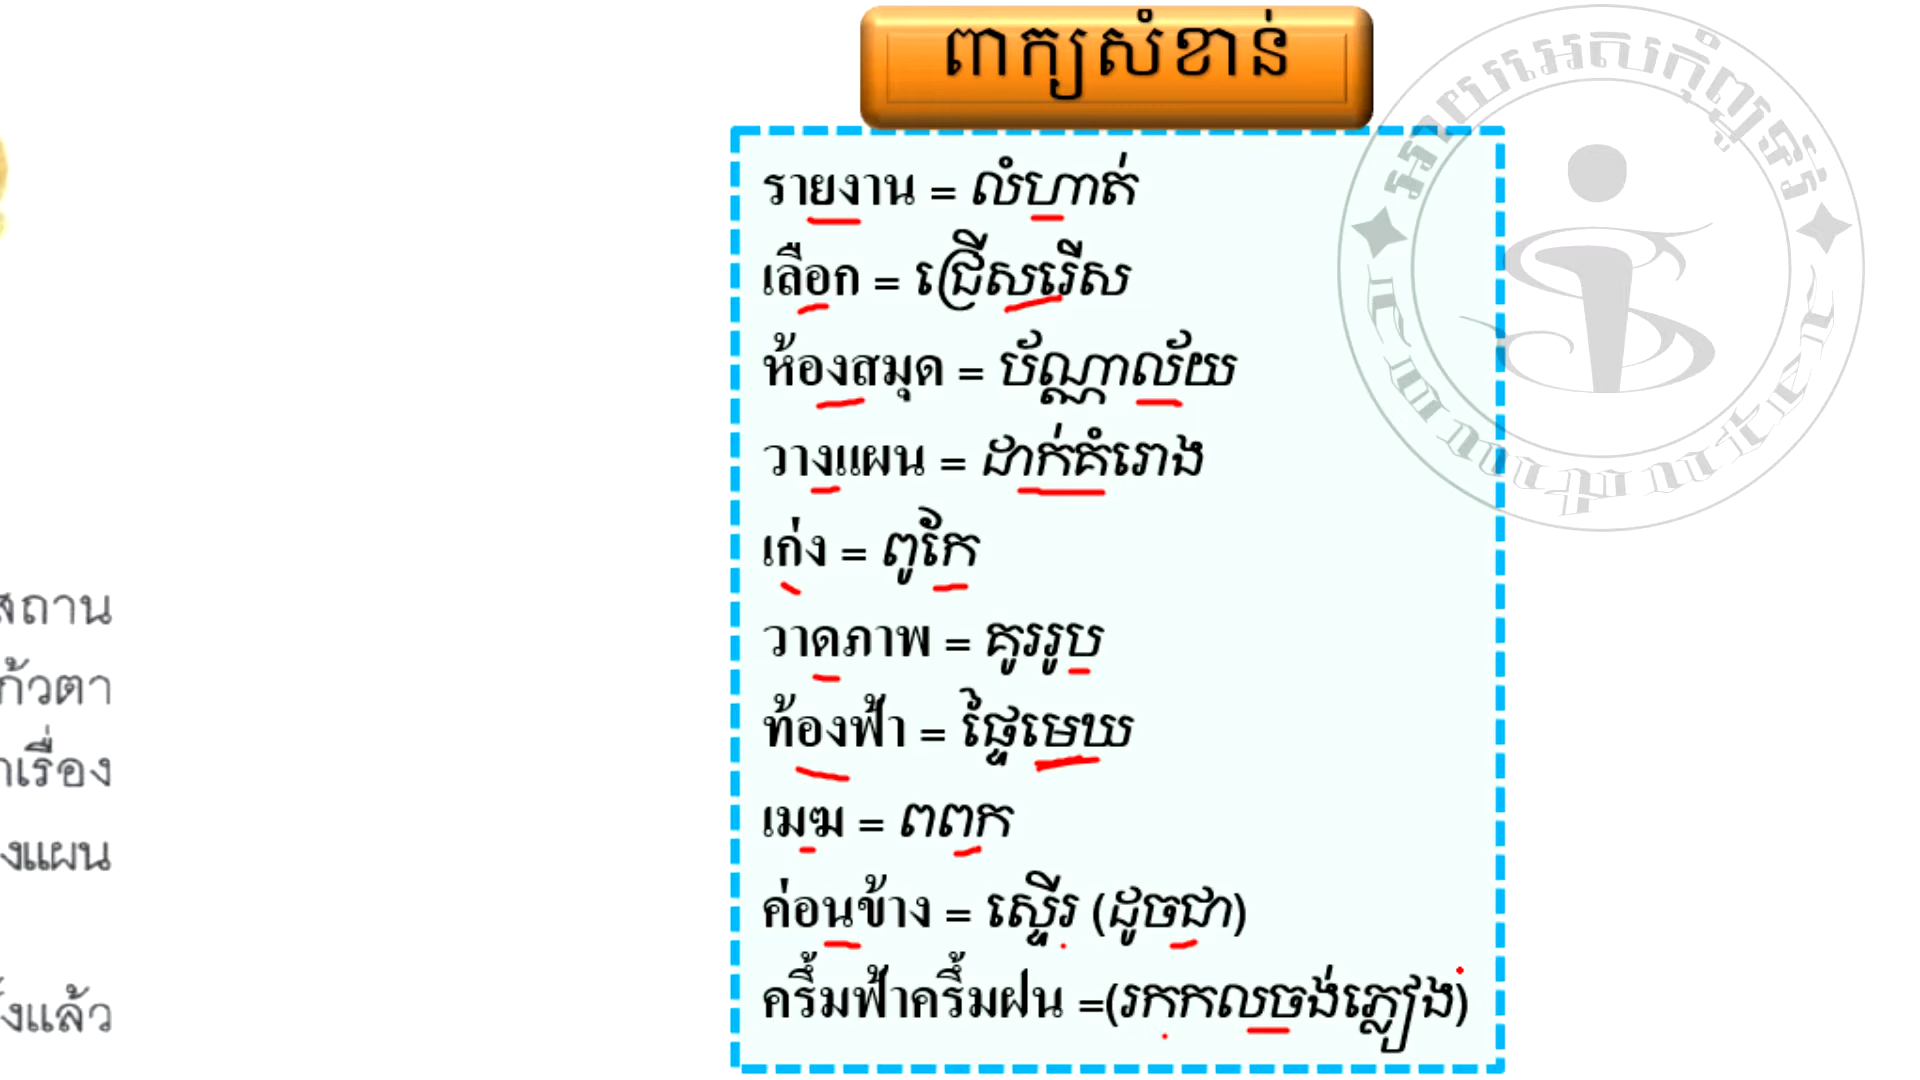 ពាក្យសំខាន់
รายงาน = លំហាត់
เลือก = ជ្រើសរើស
ห้องสมุด = ប័ណ្ណាល័យ
วางแผน = ដាក់គំរោង
เก่ง = ពូកែ
วาดภาพ = គូររូប
ท้องฟ้า = ផ្ទៃមេឃ
เมฆ = ពពក
ค่อนข้าง = ស្ទើរ (ដូចជា)
ครึ้มฟ้าครึ้มฝน =(រកកលចង់ភ្លៀង)
สถาน
ก้วตา
เรื่อง
งแผน
แล้ว